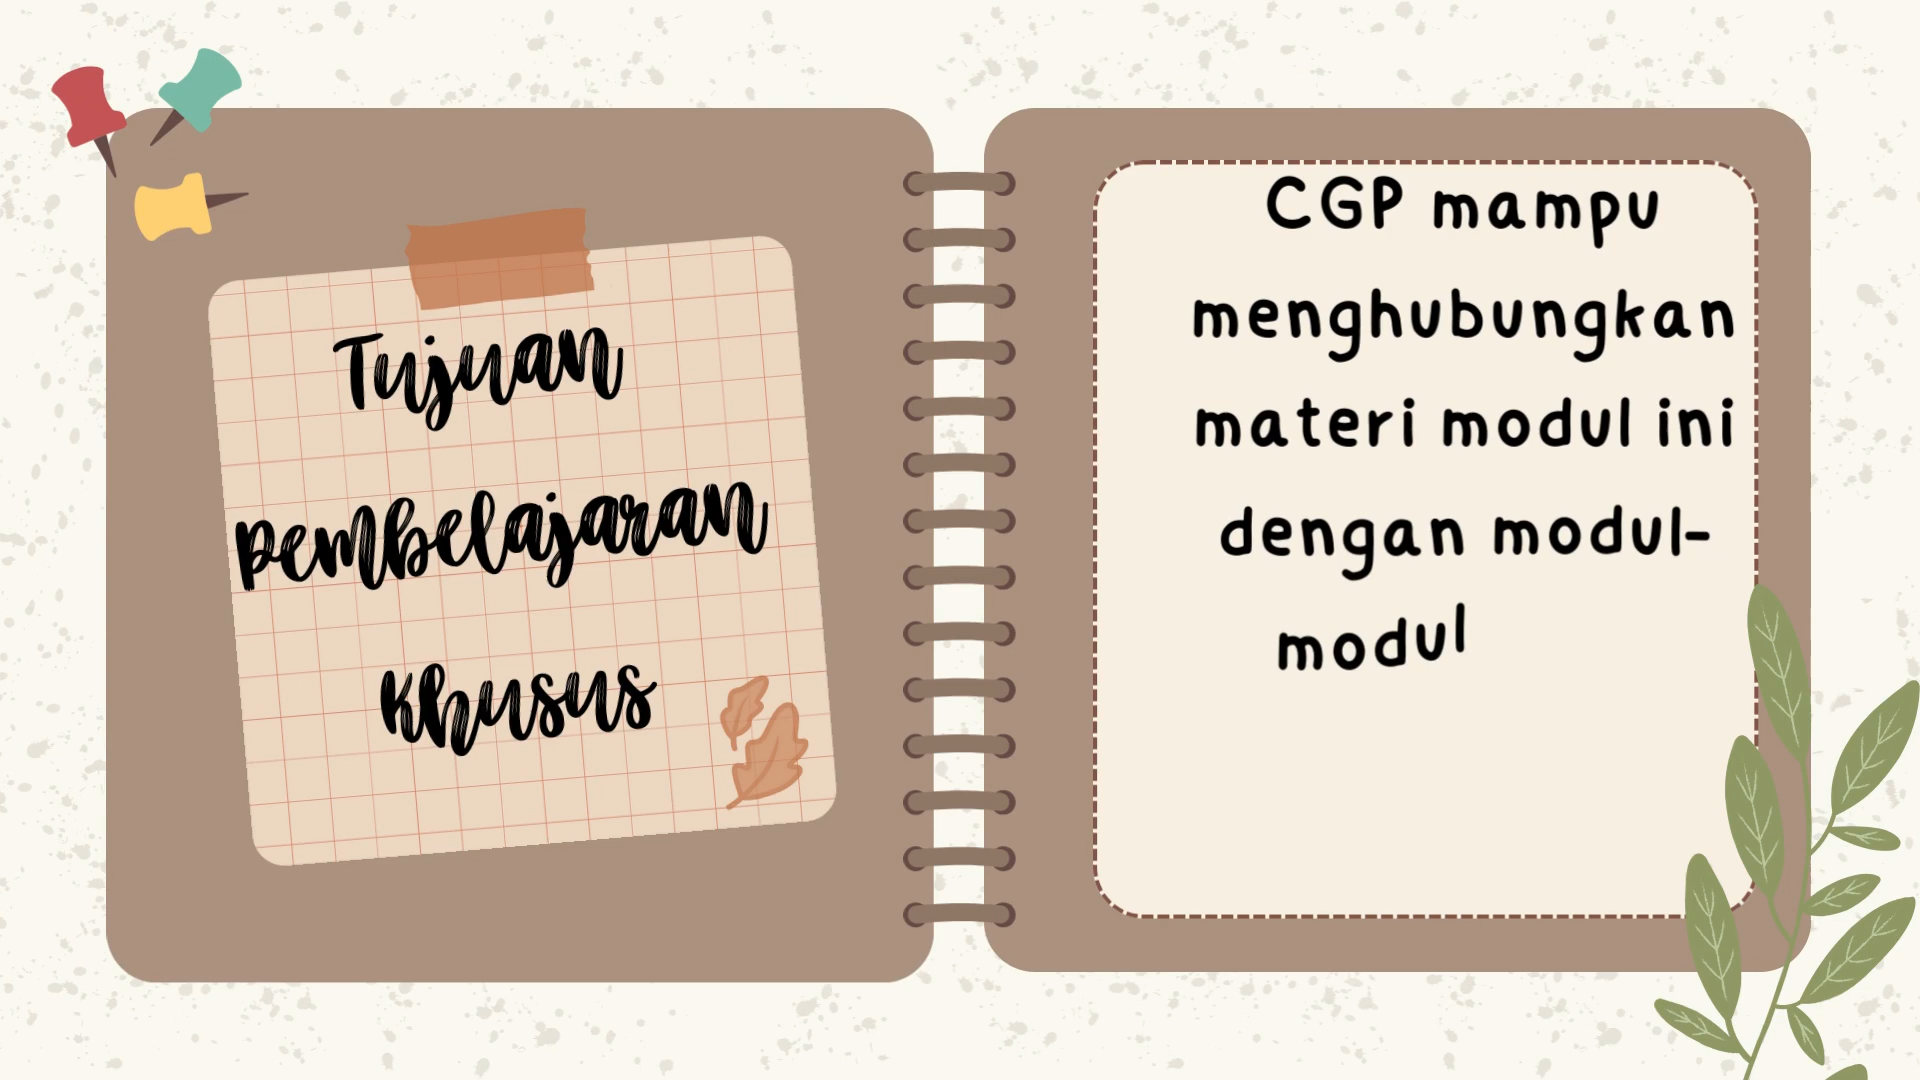 Tujuan
pembelajaran
Khusus
CGP mampu
menghubungkan
materi modul ini
dengan modul-
modul